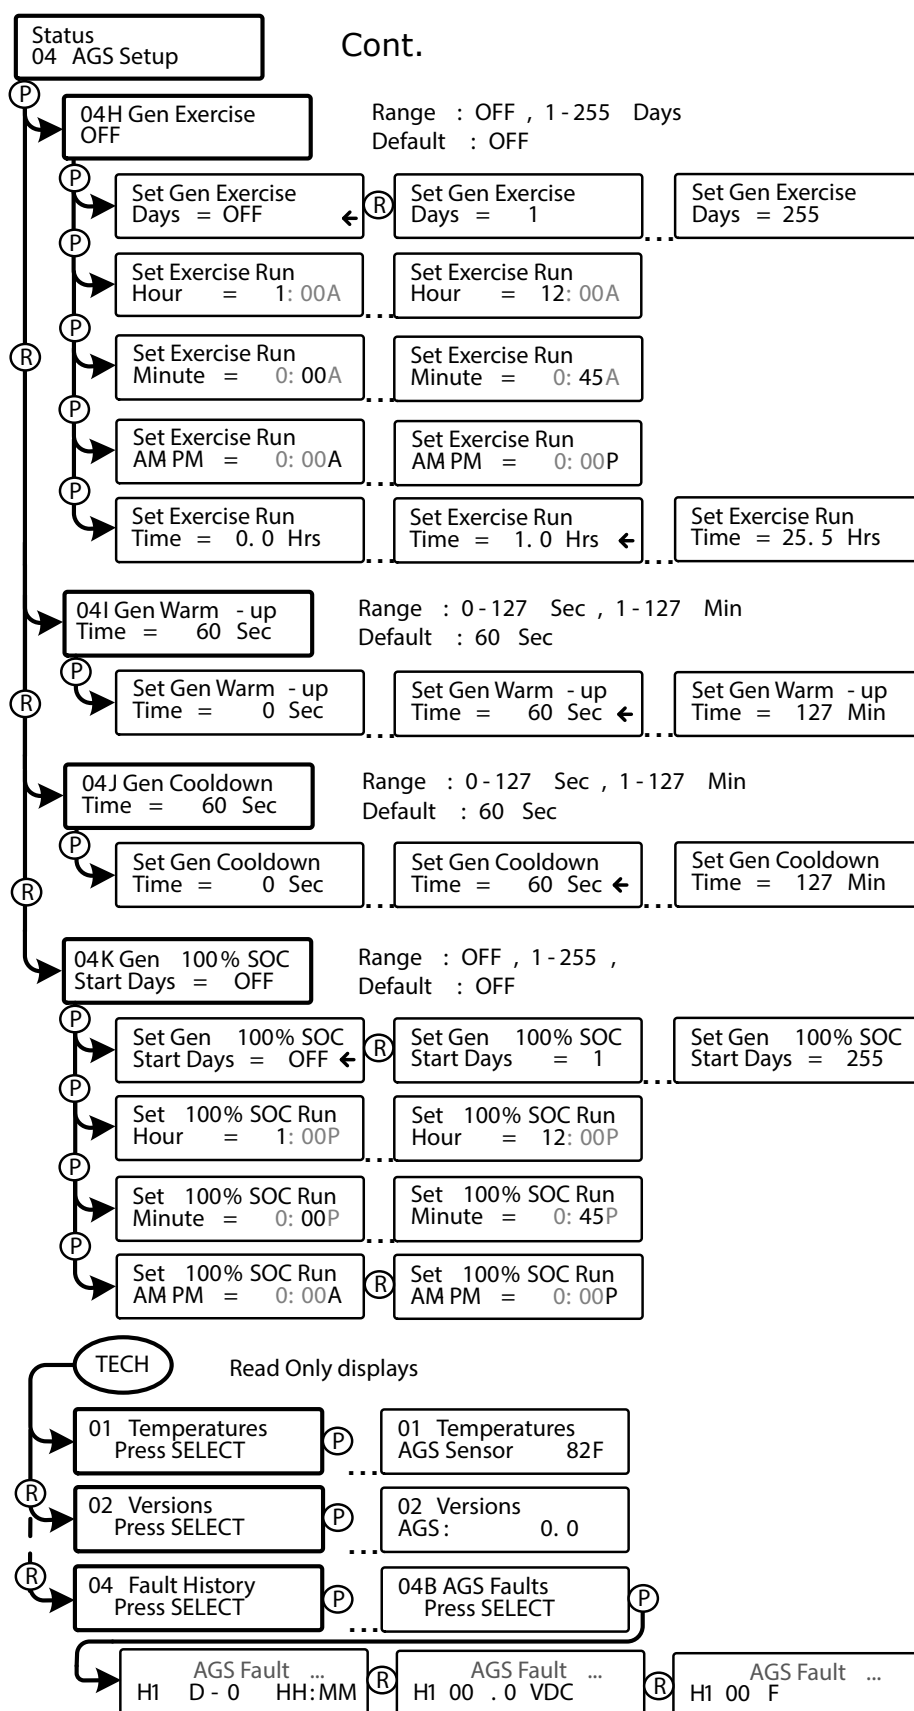 Status
04 AGS Setup
Cont.
P
04H Gen Exercise
OFF
Range : OFF , 1-255 Days
Default : OFF
P
Set Gen Exercise
Days = OFF ←
R
Set Gen Exercise
Days = 1
...
Set Gen Exercise
Days = 255
P
Set Exercise Run
Hour = 1:00A
...
Set Exercise Run
Hour = 12:00A
P
R
Set Exercise Run
Minute = 0:00A
...
Set Exercise Run
Minute = 0:45A
P
Set Exercise Run
AM PM = 0:00A
...
Set Exercise Run
AM PM = 0:00P
P
Set Exercise Run
Time = 0.0 Hrs
...
Set Exercise Run
Time = 1.0 Hrs ←
...
Set Exercise Run
Time = 25.5 Hrs
04I Gen Warm - up
Time = 60 Sec
Range : 0-127 Sec , 1-127 Min
Default : 60 Sec
P
R
Set Gen Warm - up
Time = 0 Sec
...
Set Gen Warm - up
Time = 60 Sec ←
...
Set Gen Warm - up
Time = 127 Min
04J Gen Cooldown
Time = 60 Sec
Range : 0-127 Sec , 1-127 Min
Default : 60 Sec
P
R
Set Gen Cooldown
Time = 0 Sec
...
Set Gen Cooldown
Time = 60 Sec ←
...
Set Gen Cooldown
Time = 127 Min
04K Gen 100% SOC
Start Days = OFF
Range : OFF , 1-255 ,
Default : OFF
P
Set Gen 100% SOC
Start Days = OFF ←
R
Set Gen 100% SOC
Start Days = 1
...
Set Gen 100% SOC
Start Days = 255
P
Set 100% SOC Run
Hour = 1:00P
...
Set 100% SOC Run
Hour = 12:00P
P
Set 100% SOC Run
Minute = 0:00P
...
Set 100% SOC Run
Minute = 0:45P
P
Set 100% SOC Run
AM PM = 0:00A
R
Set 100% SOC Run
AM PM = 0:00P
TECH
Read Only displays
01 Temperatures
Press SELECT
P
...
01 Temperatures
AGS Sensor 82F
R
02 Versions
Press SELECT
P
...
02 Versions
AGS: 0.0
R
04 Fault History
Press SELECT
P
...
04B AGS Faults
Press SELECT
P
AGS Fault ...
H1 D-0 HH:MM
R
AGS Fault ...
H1 00 .0 VDC
R
AGS Fault ...
H1 00 F